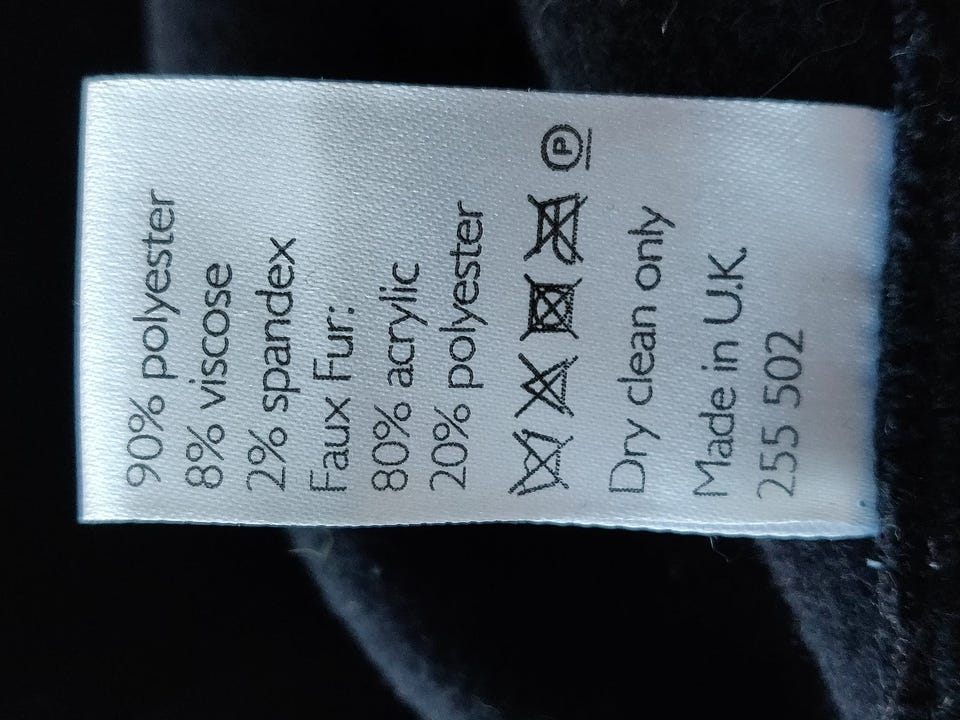 90% polyester
8% viscose
2% spandex
Faux Fur:
80% acrylic
20% polyester
P
Dry clean only
Made in U.K.
255 502